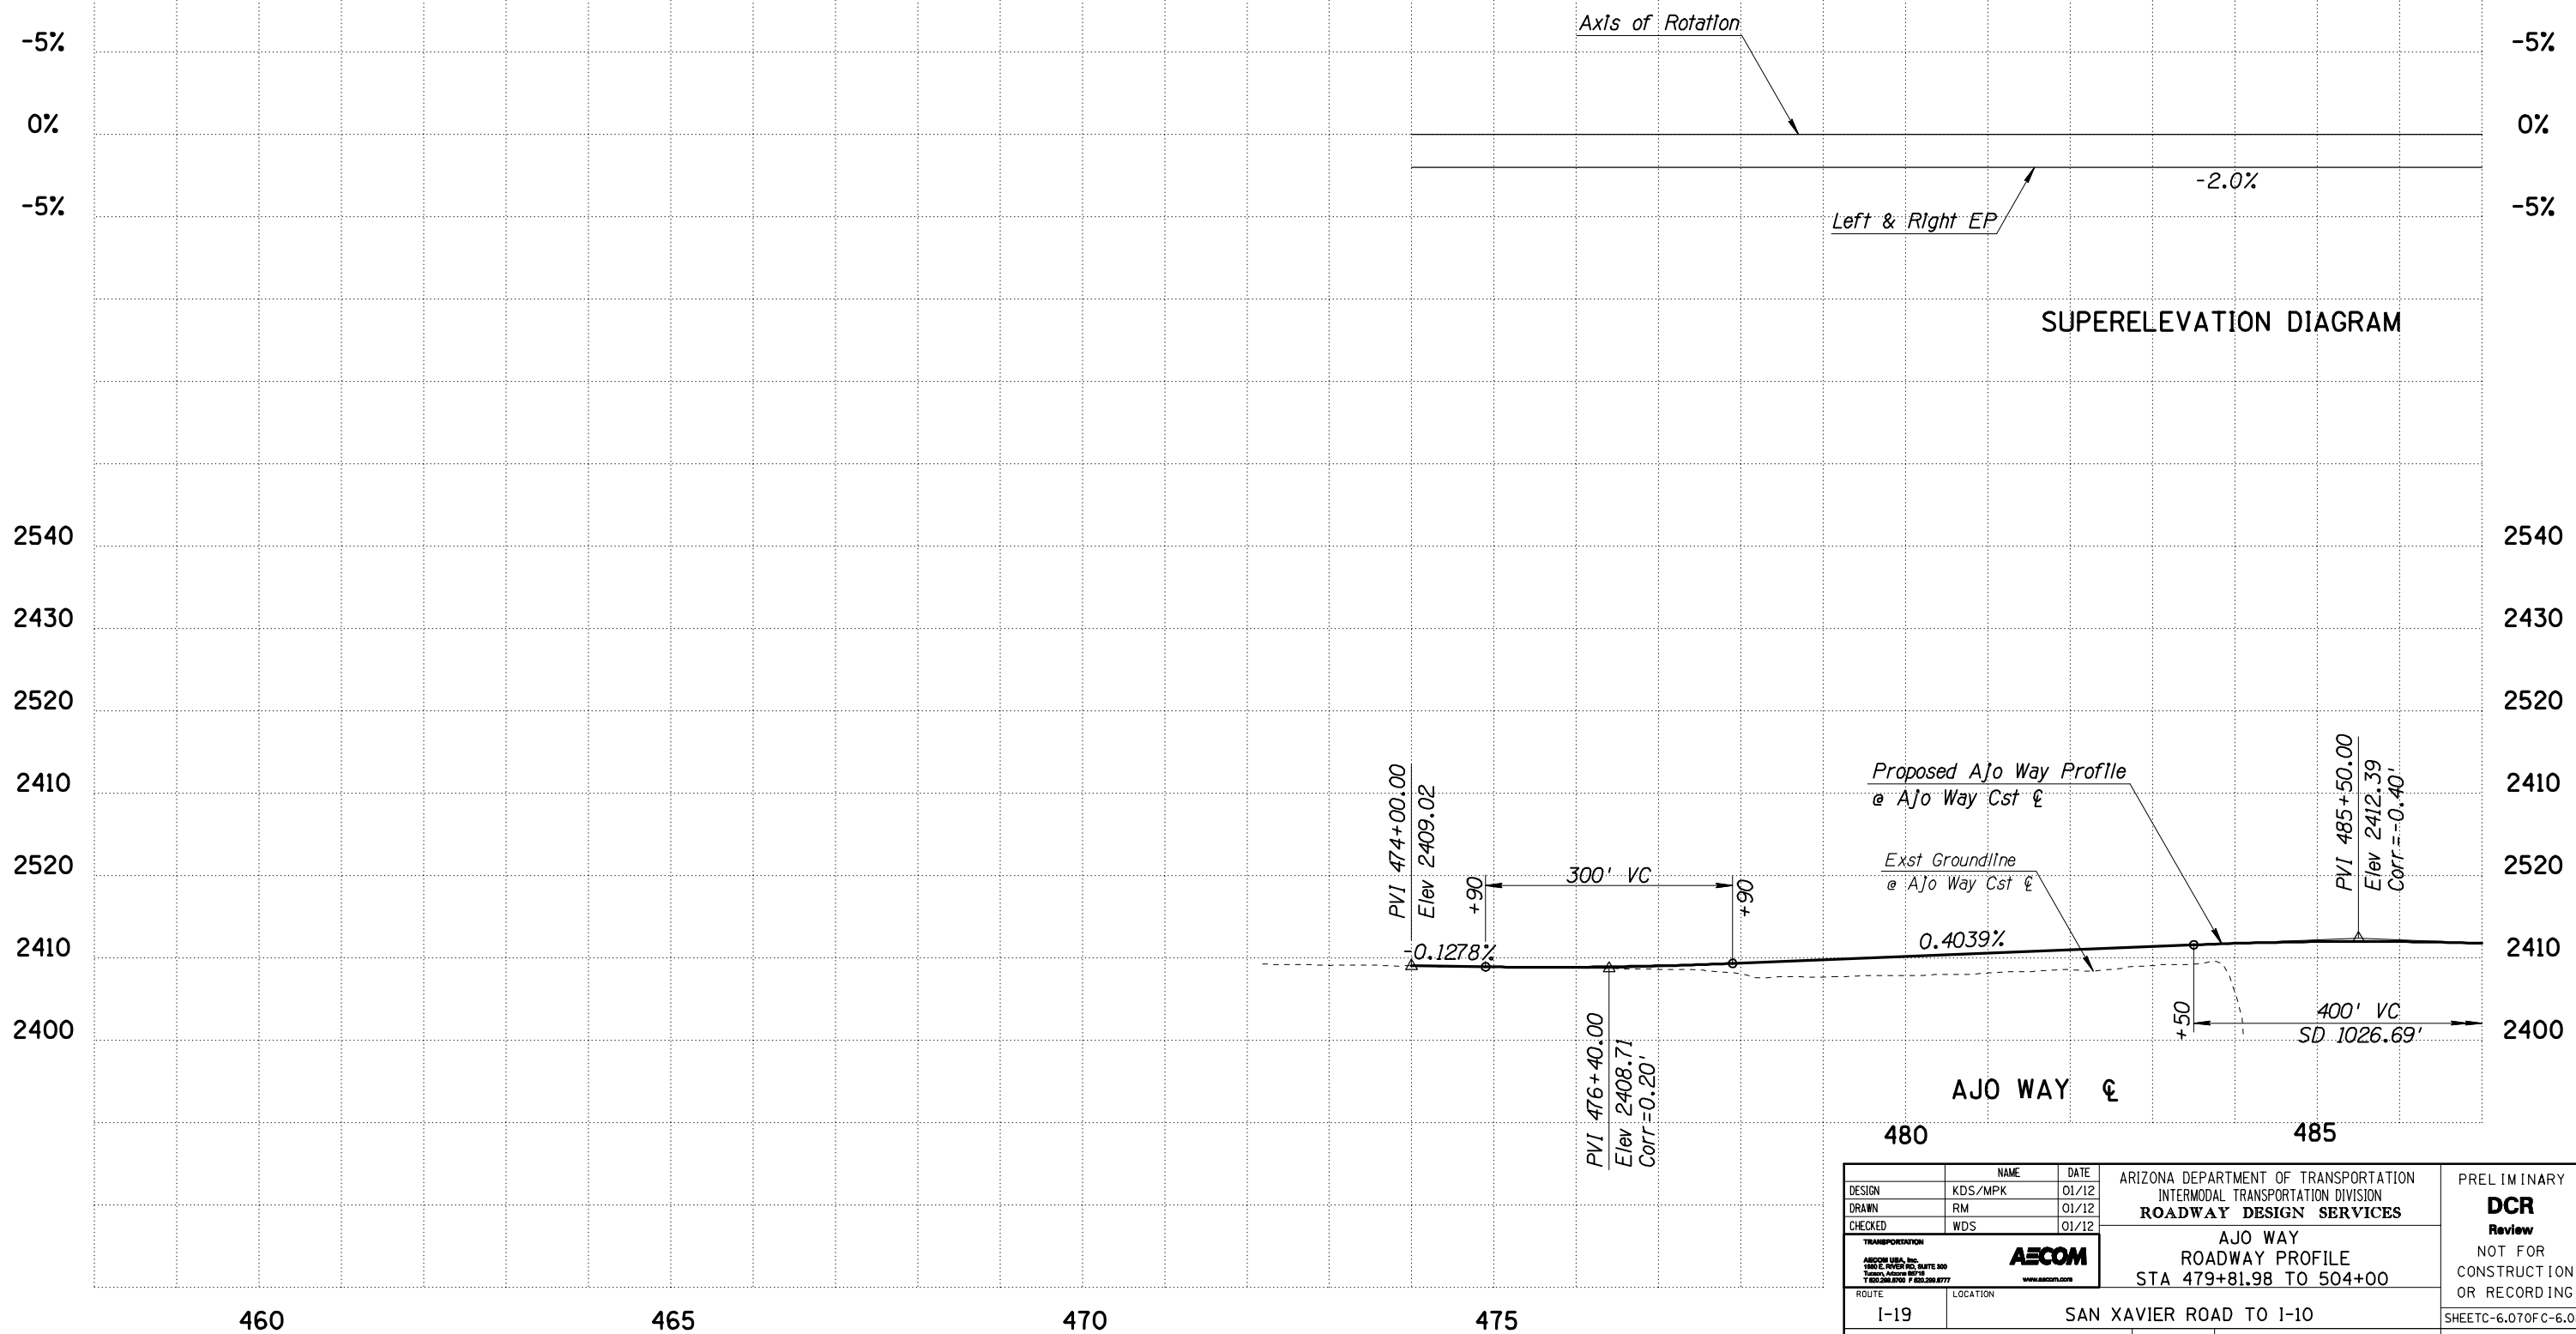 Axis of Rotation
-5%
-5%
0%
0%
-2.0%
-5%
-5%
Left & Right EP
SUPERELEVATION DIAGRAM
2540
2540
2430
2430
2520
2520
2410
2410
2520
2520
2410
2410
2400
2400
PVI 474+00.00
Elev 2409.02
+90
300' VC
+90
-0.1278%
PVI 476+40.00
Elev 2408.71
Corr=0.20'
Proposed Ajo Way Profile
@ Ajo Way Cst ℄
Exst Groundline
@ Ajo Way Cst ℄
0.4039%
PVI 485+50.00
Elev 2412.39
Corr=-0.40'
+50
400' VC
SD 1026.69'
AJO WAY ℄
480
485
460
465
470
475
NAME DATE
DESIGN KDS/MPK 01/12
DRAWN RM 01/12
CHECKED WDS 01/12
TRANSPORTATION
AECOM USA, Inc.
AECOM
www.aecom.com
ARIZONA DEPARTMENT OF TRANSPORTATION
INTERMODAL TRANSPORTATION DIVISION
ROADWAY DESIGN SERVICES
AJO WAY
ROADWAY PROFILE
STA 479+81.98 TO 504+00
PRELIMINARY
DCR
Review
NOT FOR
CONSTRUCTION
OR RECORDING
ROUTE
I-19
LOCATION
SAN XAVIER ROAD TO I-10